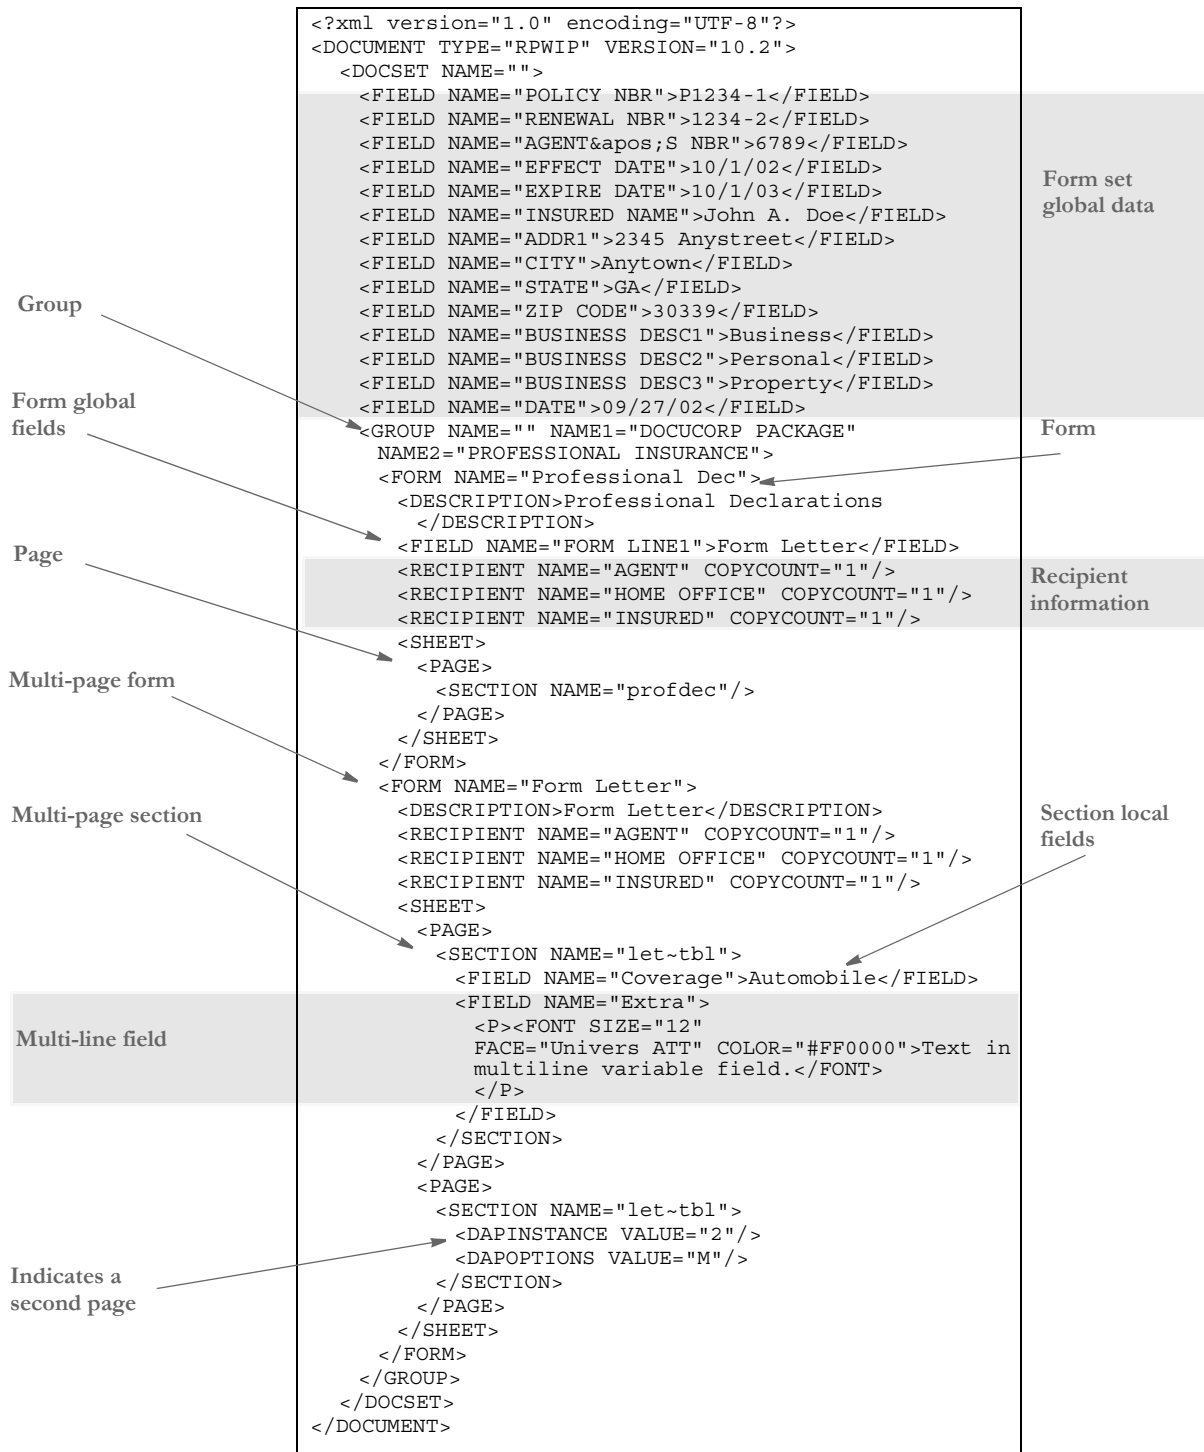 <?xml version="1.0" encoding="UTF-8"?>
<DOCUMENT TYPE="RPWIP" VERSION="10.2">
<DOCSET NAME="">
<FIELD NAME="POLICY NBR">P1234-1</FIELD>
<FIELD NAME="RENEWAL NBR">1234-2</FIELD>
<FIELD NAME="AGENT&apos;S NBR">6789</FIELD>
<FIELD NAME="EFFECT DATE">10/1/02</FIELD>
<FIELD NAME="EXPIRE DATE">10/1/03</FIELD>
<FIELD NAME="INSURED NAME">John A. Doe</FIELD>
<FIELD NAME="ADDR1">2345 Anystreet</FIELD>
<FIELD NAME="CITY">Anytown</FIELD>
<FIELD NAME="STATE">GA</FIELD>
<FIELD NAME="ZIP CODE">30339</FIELD>
<FIELD NAME="BUSINESS DESC1">Business</FIELD>
<FIELD NAME="BUSINESS DESC2">Personal</FIELD>
<FIELD NAME="BUSINESS DESC3">Property</FIELD>
<FIELD NAME="DATE">09/27/02</FIELD>
<GROUP NAME="" NAME1="DOCUCORP PACKAGE"
NAME2="PROFESSIONAL INSURANCE">
<FORM NAME="Professional Dec">
<DESCRIPTION>Professional Declarations
</DESCRIPTION>
<FIELD NAME="FORM LINE1">Form Letter</FIELD>
<RECIPIENT NAME="AGENT" COPYCOUNT="1"/>
<RECIPIENT NAME="HOME OFFICE" COPYCOUNT="1"/>
<RECIPIENT NAME="INSURED" COPYCOUNT="1"/>
<SHEET>
<PAGE>
<SECTION NAME="profdec"/>
</PAGE>
</SHEET>
</FORM>
<FORM NAME="Form Letter">
<DESCRIPTION>Form Letter</DESCRIPTION>
<RECIPIENT NAME="AGENT" COPYCOUNT="1"/>
<RECIPIENT NAME="HOME OFFICE" COPYCOUNT="1"/>
<RECIPIENT NAME="INSURED" COPYCOUNT="1"/>
<SHEET>
<PAGE>
<SECTION NAME="let~tbl">
<FIELD NAME="Coverage">Automobile</FIELD>
<FIELD NAME="Extra">
<P><FONT SIZE="12"
FACE="Univers ATT" COLOR="#FF0000">Text in
multiline variable field.</FONT>
</P>
</FIELD>
</SECTION>
</PAGE>
<PAGE>
<SECTION NAME="let~tbl">
<DAPINSTANCE VALUE="2"/>
<DAPOPTIONS VALUE="M"/>
</SECTION>
</PAGE>
</SHEET>
</FORM>
</GROUP>
</DOCSET>
</DOCUMENT>
Group
Form global
fields
Page
Multi-page form
Multi-page section
Multi-line field
Indicates a
second page
Form set
global data
Form
Recipient
information
Section local
fields